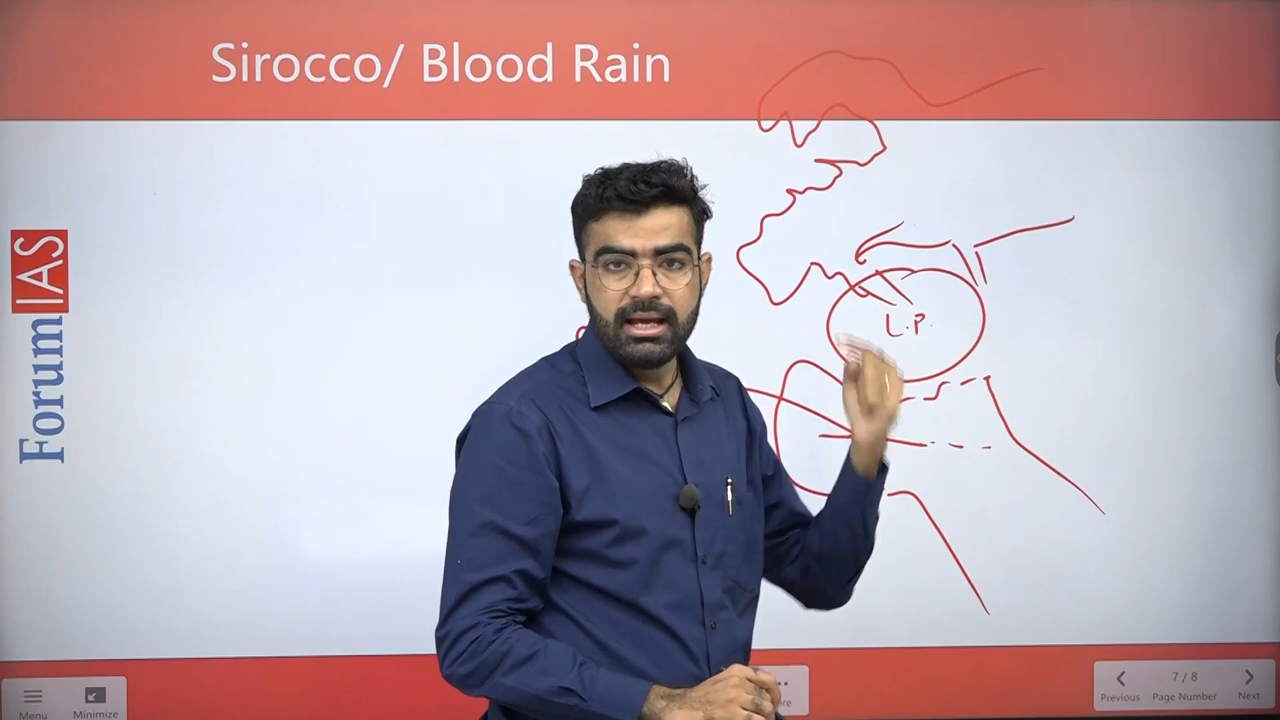 Sirocco/ Blood Rain
L.P.
Forum IAS
Menu
Minimize
7 / 8
Previous
Page Number
Next